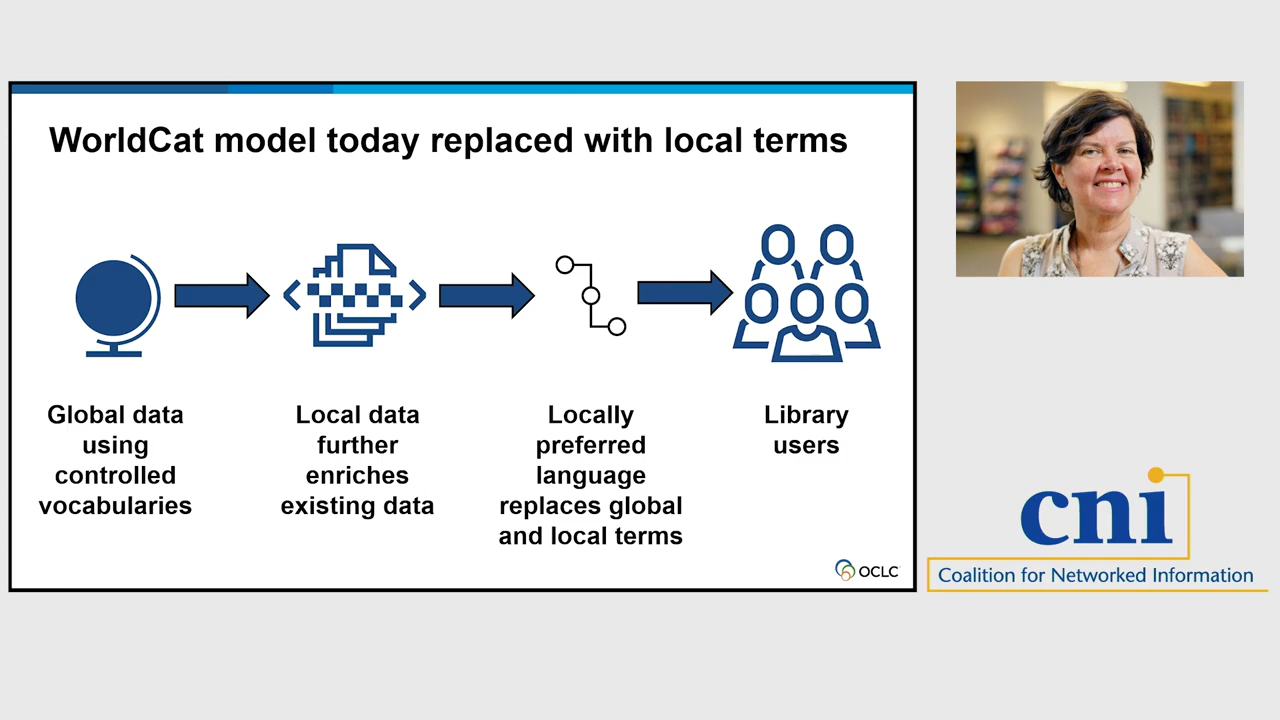 WorldCat model today replaced with local terms
Global data
using
controlled
vocabularies
Local data
further
enriches
existing data
Locally
preferred
language
replaces global
and local terms
Library
users
OCLC
cni
Coalition for Networked Information